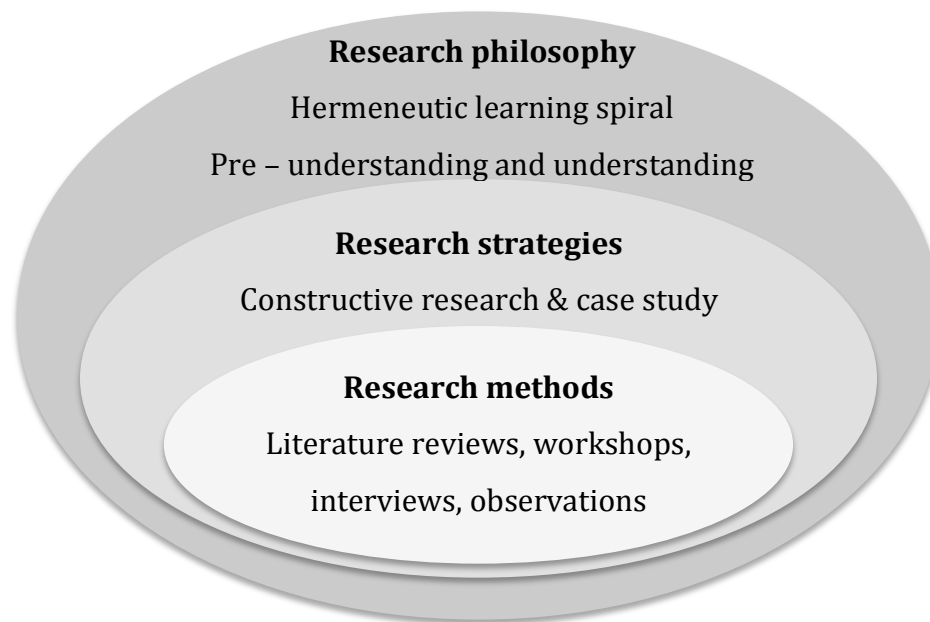 Research philosophy
Hermeneutic learning spiral
Pre – understanding and understanding
Research strategies
Constructive research & case study
Research methods
Literature reviews, workshops,
interviews, observations